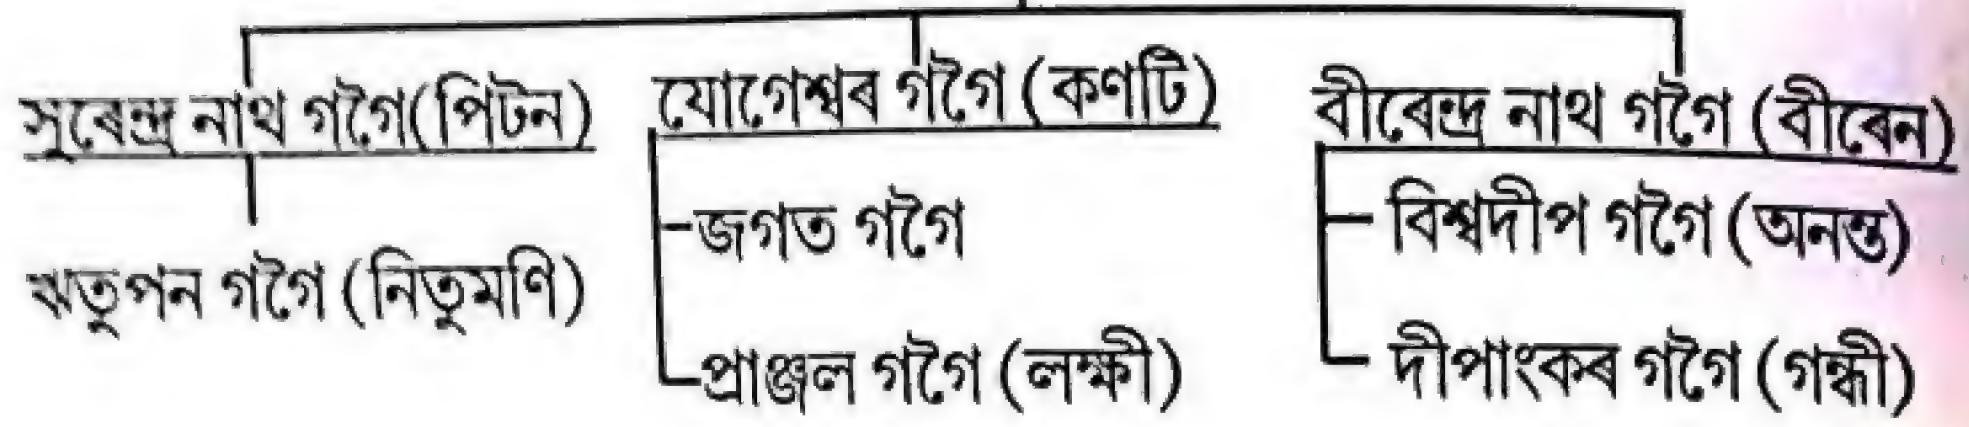 সুৰেন্দ্ৰ নাথ গগৈ(পিটন)
ঋতুপন গগৈ (নিতুমণি)
যোগেশ্বৰ গগৈ (কণটি)
জগত গগৈ
প্ৰাঞ্জল গগৈ (লক্ষী)
বীৰেন্দ্ৰ নাথ গগৈ (বীৰেন)
বিশ্বদীপ গগৈ (অনন্ত)
দীপাংকৰ গগৈ (গন্ধী)